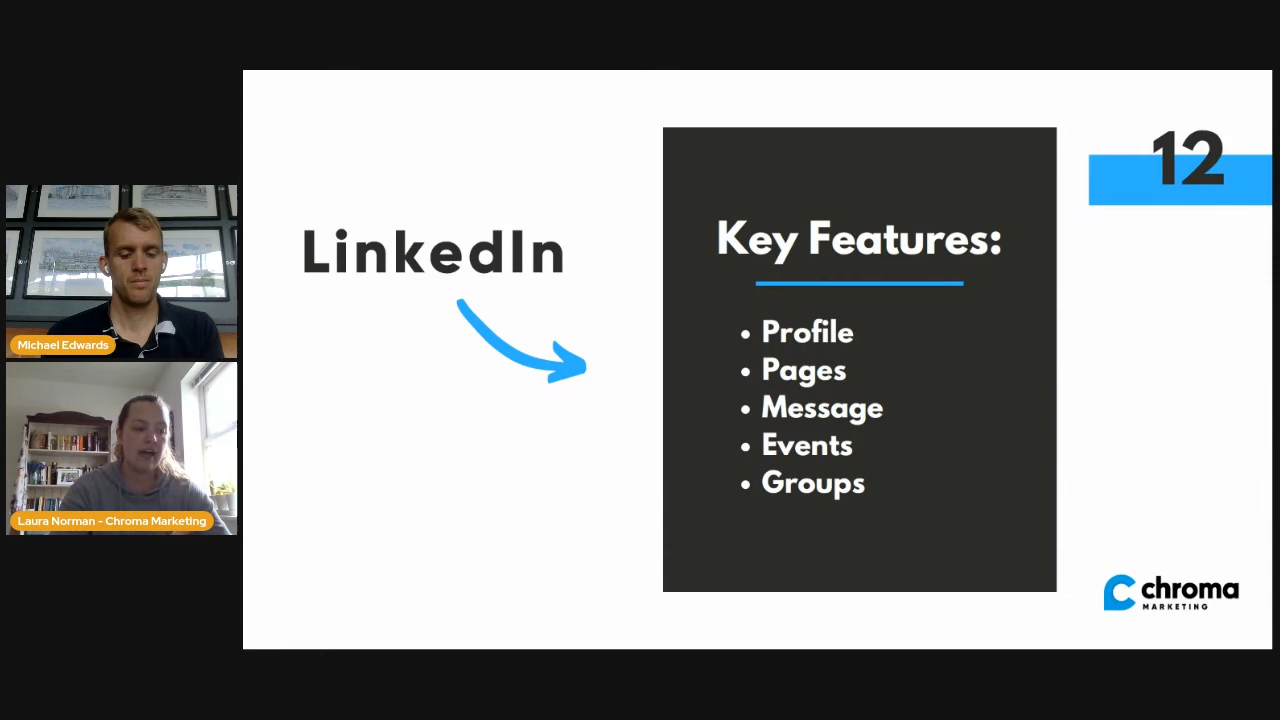 12
LinkedIn
Key Features:
• Profile
• Pages
• Message
• Events
• Groups
chroma
MARKETING
Michael Edwards
Laura Norman - Chroma Marketing